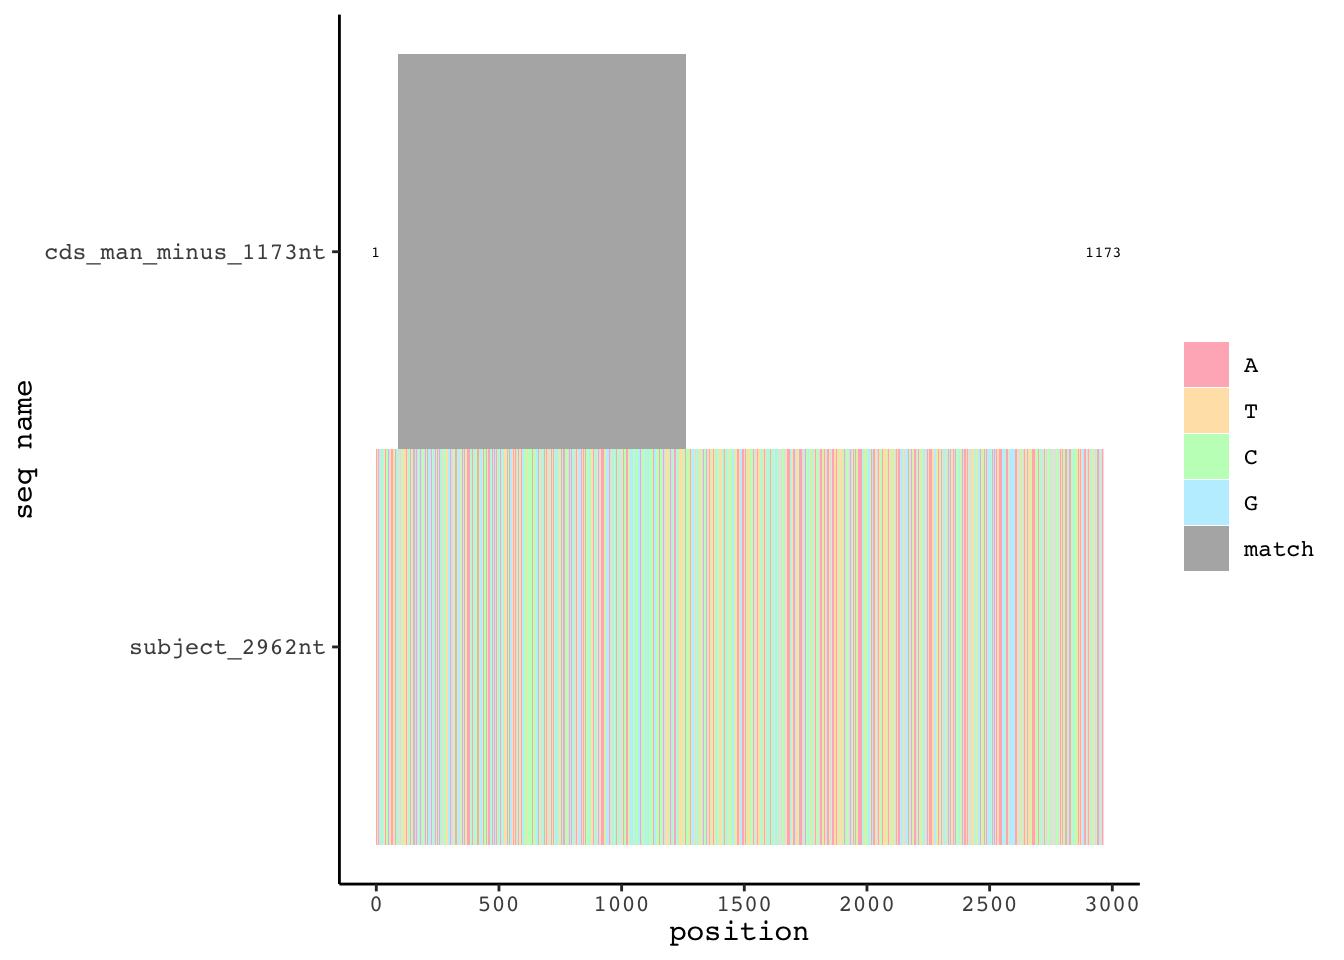 cds_man_minus_1173nt
1
1173
seq name
subject_2962nt
A
T
C
G
match
0 500 1000 1500 2000 2500 3000
position